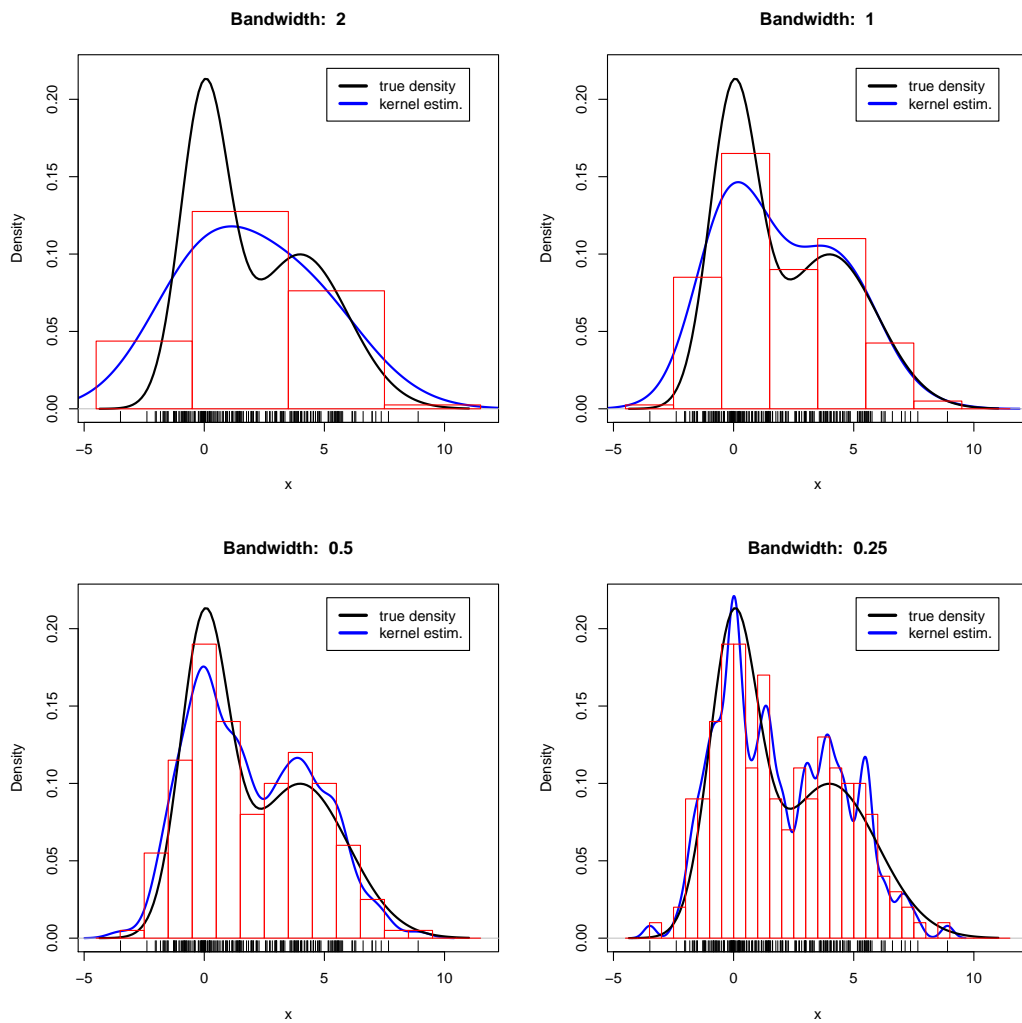 Bandwidth:  2
true density
kernel estim.
Density
0.00
0.05
0.10
0.15
0.20
−5
0
5
10
x
Bandwidth:  1
true density
kernel estim.
Density
0.00
0.05
0.10
0.15
0.20
−5
0
5
10
x
Bandwidth:  0.5
true density
kernel estim.
Density
0.00
0.05
0.10
0.15
0.20
−5
0
5
10
x
Bandwidth:  0.25
true density
kernel estim.
Density
0.00
0.05
0.10
0.15
0.20
−5
0
5
10
x